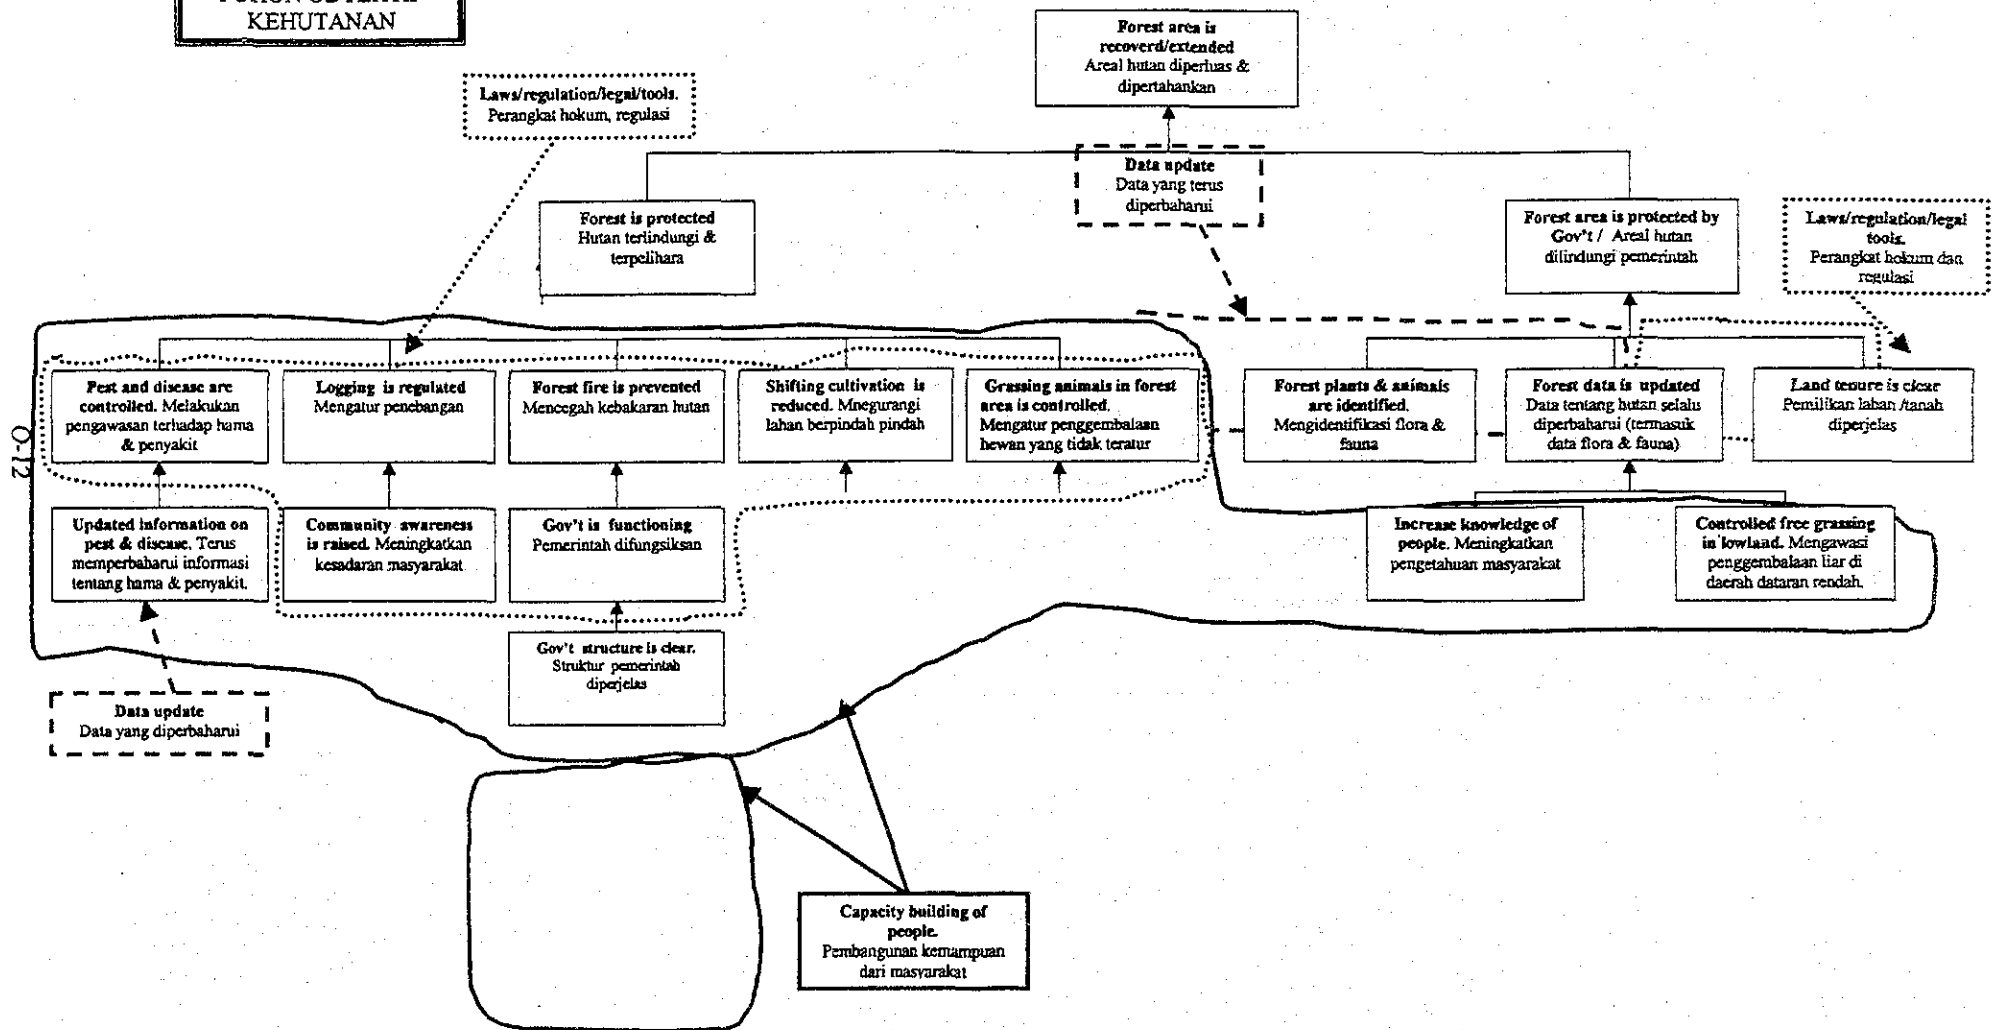 KEHUTANAN
Forest area is
recoverd/extended
Areal hutan diperluas &
dipertahankan
Laws/regulation/legal/tools.
Perangkat hokum, regulasi
Data update
Data yang terus
diperbaharui
Forest is protected
Hutan terlindungi &
terpelihara
Forest area is protected by
Gov't / Areal hutan
dilindungi pemerintah
Laws/regulation/legal
tools.
Perangkat hokum dan
regulasi
Pest and disease are
controlled. Melakukan
pengawasan terhadap hama
& penyakit
Logging is regulated
Mengatur penebangan
Forest fire is prevented
Mencegah kebakaran hutan
Shifting cultivation is
reduced. Mnegurangi
lahan berpindah pindah
Grassing animals in forest
area is controlled.
Mengatur penggembalaan
hewan yang tidak teratur
Forest plants & animals
are identified.
Mengidentifikasi flora &
fauna
Forest data is updated
Data tentang hutan selalu
diperbaharui (termasuk
data flora & fauna)
Land tenure is clear
Pemilikan lahan /tanah
diperjelas
O-12
Updated information on
pest & disease. Terus
memperbaharui informasi
tentang hama & penyakit.
Community awareness
is raised. Meningkatkan
kesadaran masyarakat
Gov't is functioning
Pemerintah difungsiksan
Increase knowledge of
people. Meningkatkan
pengetahuan masyarakat
Controlled free grassing
in lowland. Mengawasi
penggembalaan liar di
daerah dataran rendah.
Gov't structure is clear.
Struktur pemerintah
diperjelas
Data update
Data yang diperbaharui
Capacity building of
people.
Pembangunan kemampuan
dari masyarakat